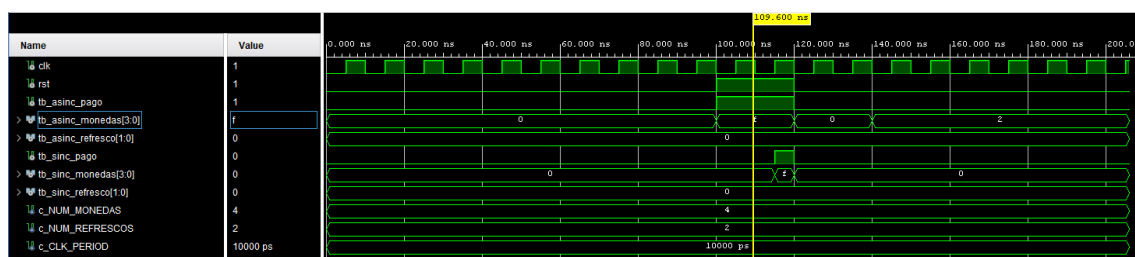 109.600 ns
Name Value 0.000 ns 20.000 ns 40.000 ns 60.000 ns 80.000 ns 100.000 ns 120.000 ns 140.000 ns 160.000 ns 180.000 ns 200.0
clk 1
rst 1
tb_asinc_pago 1
tb_asinc_monedas[3:0] f 0 f 0 2
tb_asinc_refresco[1:0] 0 0
tb_sinc_pago 0
tb_sinc_monedas[3:0] 0 0 f 0
tb_sinc_refresco[1:0] 0 0
c_NUM_MONEDAS 4 4
c_NUM_REFRESCOS 2 2
c_CLK_PERIOD 10000 ps 10000 ps